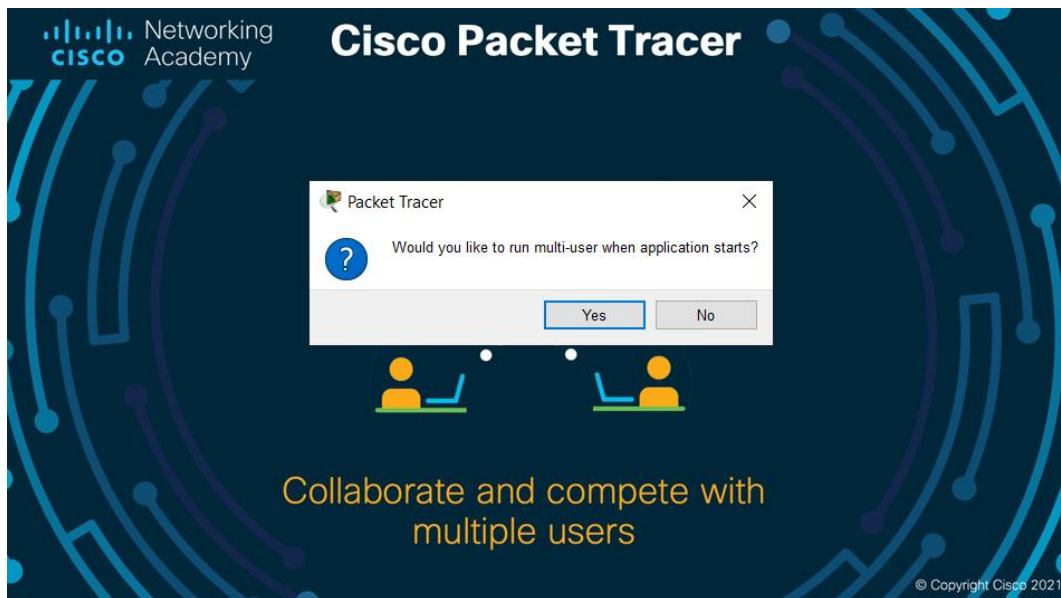 cisco Networking Academy
Cisco Packet Tracer
Packet Tracer
Would you like to run multi-user when application starts?
Yes No
Collaborate and compete with
multiple users
© Copyright Cisco 2021